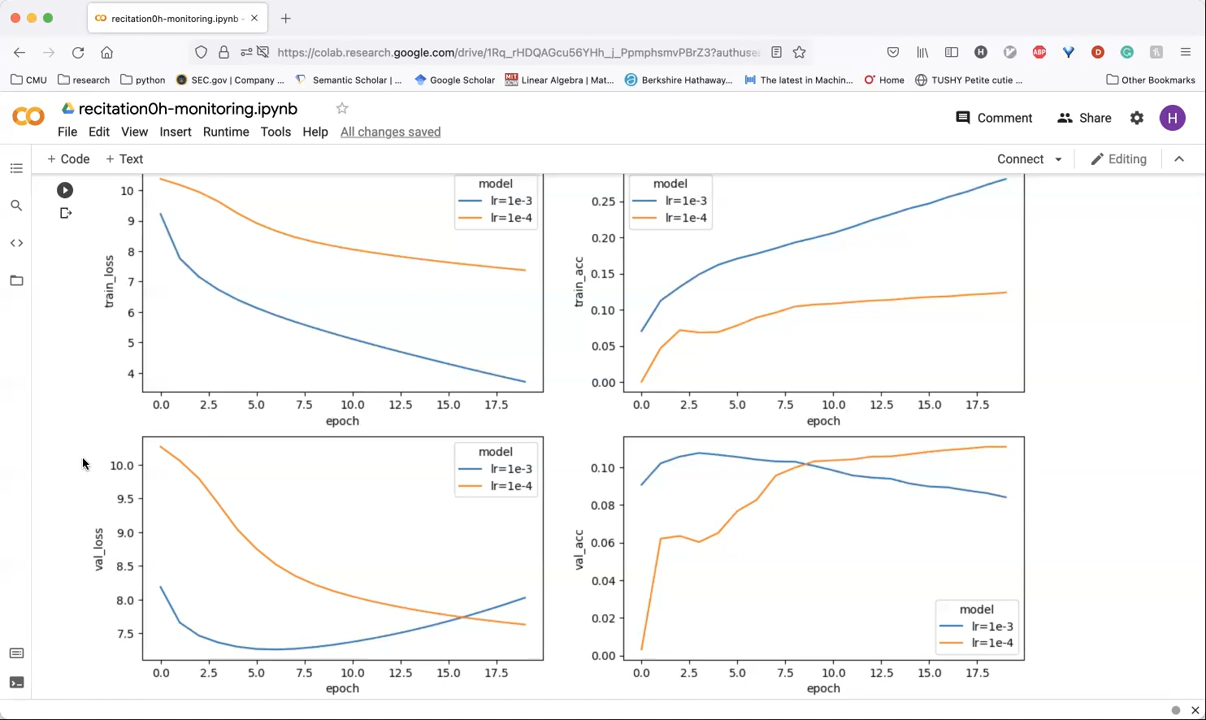 recitation0h-monitoring.ipynb -
https://colab.research.google.com/drive/1Rq_rHDQAGcu56YHh_j_PpmphsmvPBrZ3?authuse
CMU research python SEC.gov | Company ... Semantic Scholar | ... Google Scholar Linear Algebra | Mat... Berkshire Hathaway... The latest in Machin... Home TUSHY Petite cutie ... Other Bookmarks
recitation0h-monitoring.ipynb
Comment Share H
File Edit View Insert Runtime Tools Help All changes saved
+ Code + Text Connect Editing
model
lr=1e-3
lr=1e-4
10
9
8
7
6
5
4
train_loss
0.0 2.5 5.0 7.5 10.0 12.5 15.0 17.5
epoch
model
lr=1e-3
lr=1e-4
0.25
0.20
0.15
0.10
0.05
0.00
train_acc
0.0 2.5 5.0 7.5 10.0 12.5 15.0 17.5
epoch
model
lr=1e-3
lr=1e-4
10.0
9.5
9.0
8.5
8.0
7.5
val_loss
0.0 2.5 5.0 7.5 10.0 12.5 15.0 17.5
epoch
0.10
0.08
0.06
0.04
0.02
0.00
val_acc
model
lr=1e-3
lr=1e-4
0.0 2.5 5.0 7.5 10.0 12.5 15.0 17.5
epoch